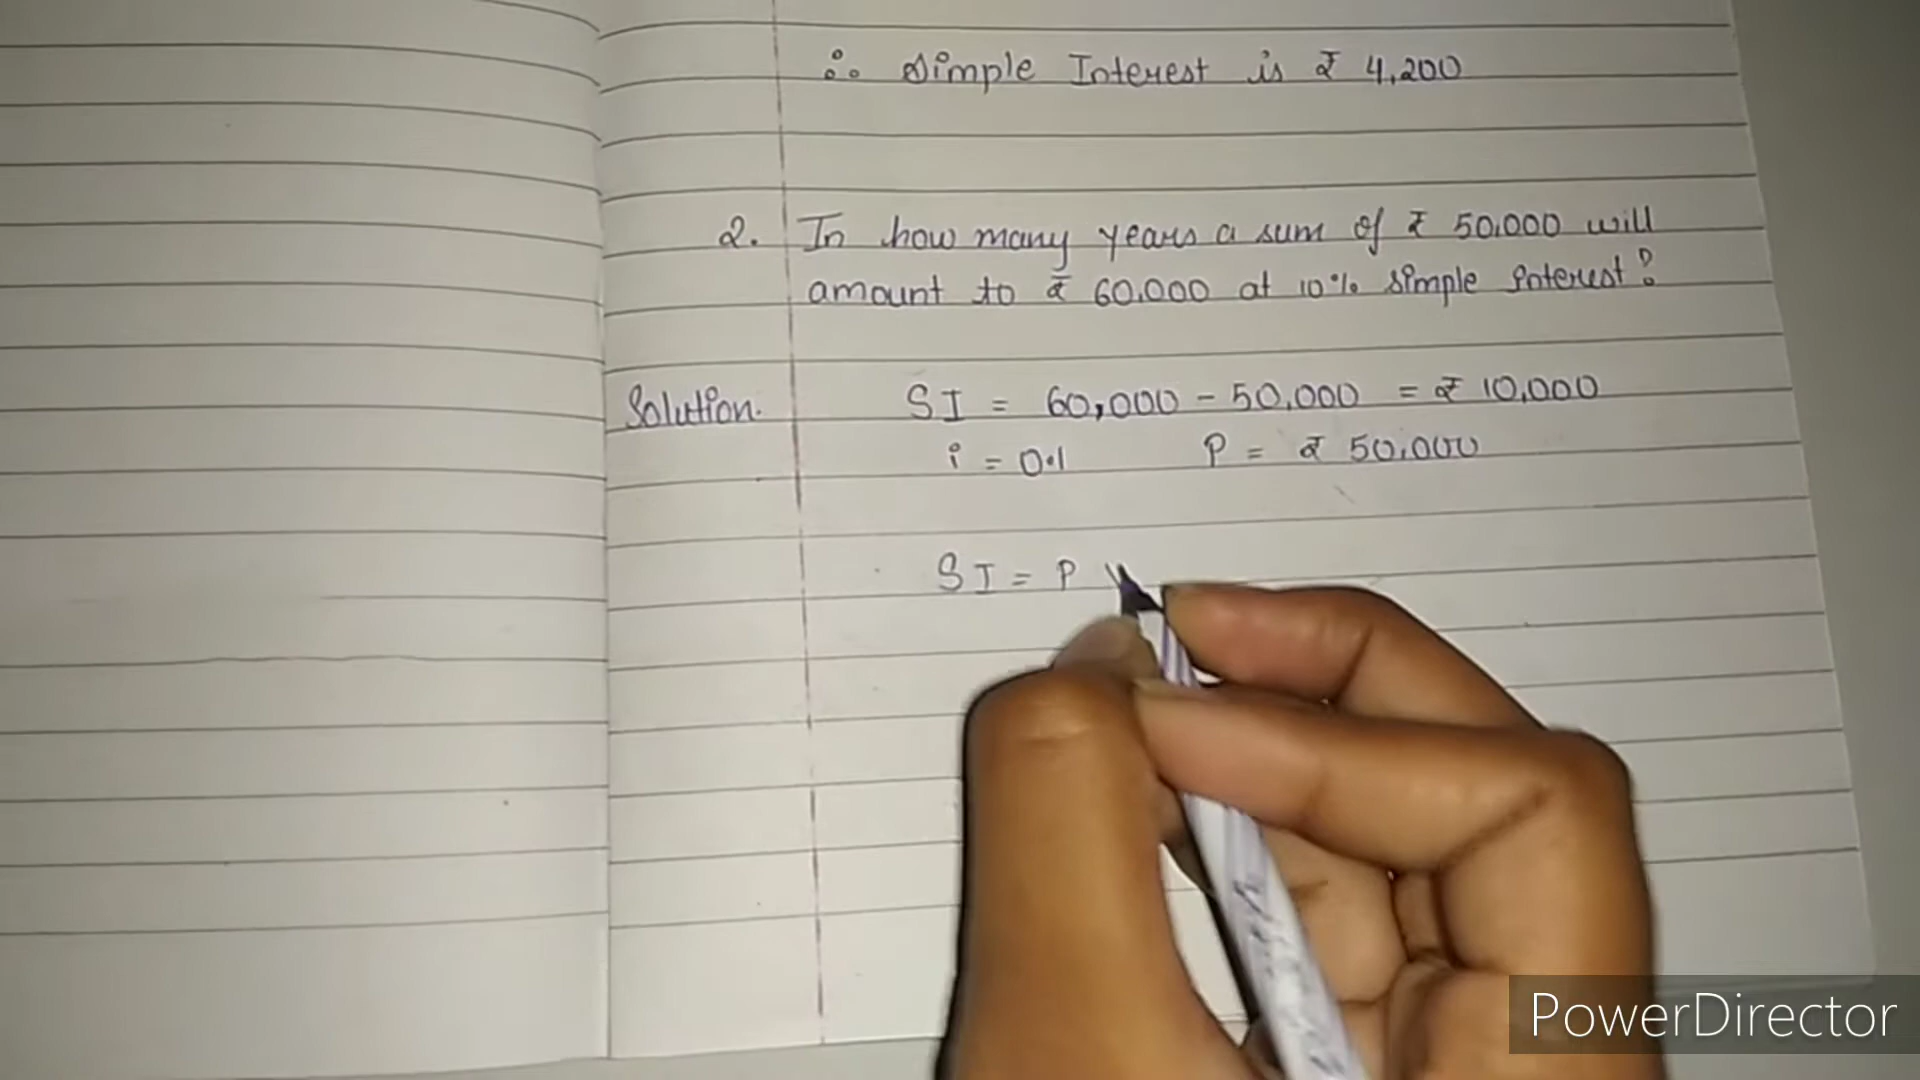 ∴ Simple Interest is ₹ 4,200
2. In how many years a sum of ₹ 50,000 will
amount to ₹ 60,000 at 10% simple interest?
Solution. SI = 60,000 - 50,000 = ₹ 10,000
i = 0.1 P = ₹ 50,000
SI = P
PowerDirector